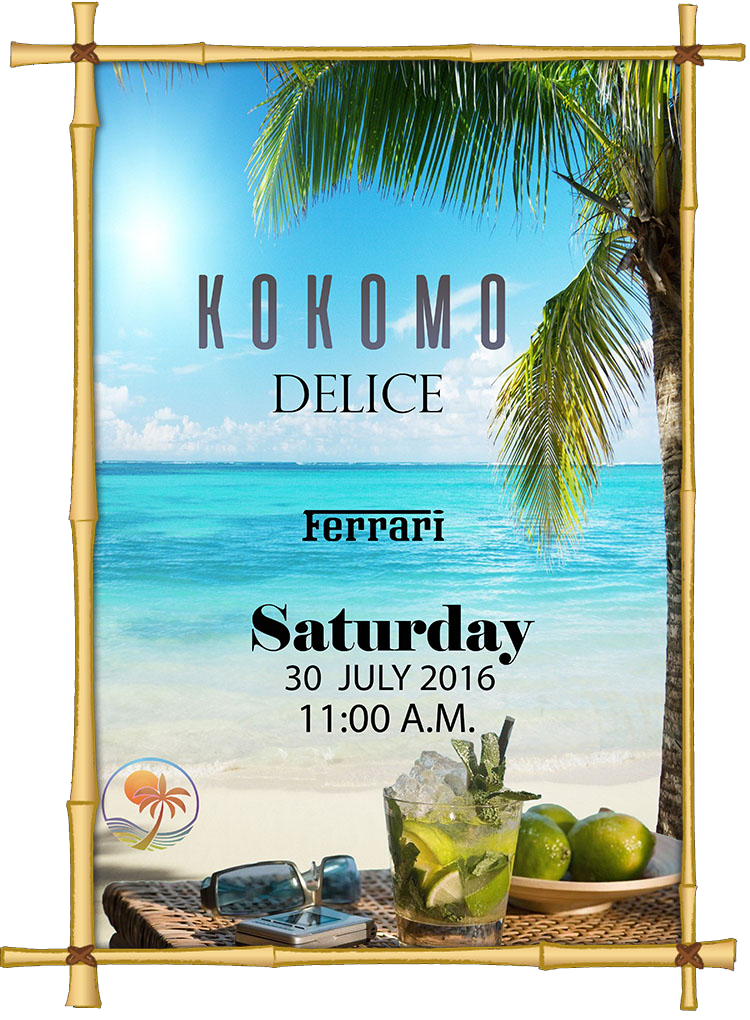 KOKOMO
DELICE
Ferrari
Saturday
30 JULY 2016
11:00 A.M.